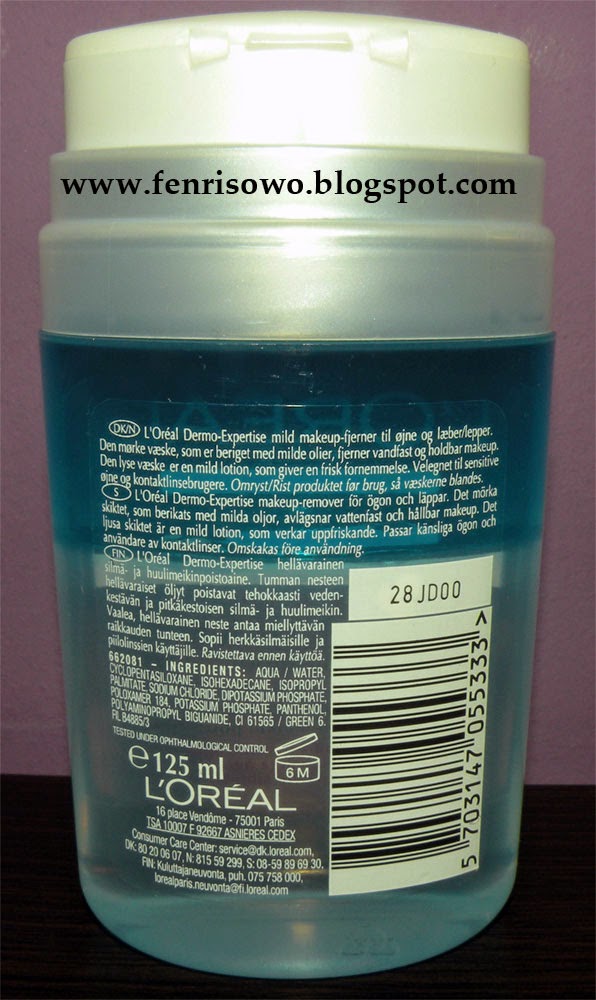 www.fenrisowo.blogspot.com
DK/N L'Oréal Dermo-Expertise mild makeup-fjerner til øjne og læber/lepper.
Den mørke væske, som er beriget med milde olier, fjerner vandfast og holdbar makeup.
Den lyse væske er en mild lotion, som giver en frisk fornemmelse. Velegnet til sensitive
øjne og kontaktlinsebrugere. Omryst/Rist produktet før brug, så væskerne blandes.
S L'Oréal Dermo-Expertise makeup-remover för ögon och läppar. Det mörka
skiktet, som berikats med milda oljor, avlägsnar vattenfast och hållbar makeup. Det
ljusa skiktet är en mild lotion, som verkar uppfriskande. Passar känsliga ögon och
användare av kontaktlinser. Omskakas före användning.
FIN L'Oréal Dermo-Expertise hellävarainen
silmä- ja huulimeikinpoistoaine. Tumman nesteen
hellävaraiset öljyt poistavat tehokkaasti veden-
kestävän ja pitkäkestoisen silmä- ja huulimeikin.
Vaalea, hellävarainen neste antaa miellyttävän
raikkauden tunteen. Sopii herkkäsilmäisille ja
piilolinssien käyttäjille. Ravistettava ennen käyttöä.
662081 - INGREDIENTS: AQUA / WATER,
CYCLOPENTASILOXANE, ISOHEXADECANE, ISOPROPYL
PALMITATE, SODIUM CHLORIDE, DIPOTASSIUM PHOSPHATE,
POLOXAMER 184, POTASSIUM PHOSPHATE, PANTHENOL,
POLYAMINOPROPYL BIGUANIDE, CI 61565 / GREEN 6.
FIL B4885/3
TESTED UNDER OPHTHALMOLOGICAL CONTROL
e 125 ml
6 M
L'ORÉAL
16 place Vendôme - 75001 Paris
TSA 10007 F 92667 ASNIERES CEDEX
Consumer Care Center: service@dk.loreal.com,
DK: 80 20 06 07, N: 815 59 299, S: 08-59 89 69 30,
FIN: Kuluttajaneuvonta, puh. 075 758 000,
lorealparis.neuvonta@fi.loreal.com
28JD00
5 703147 055333 >